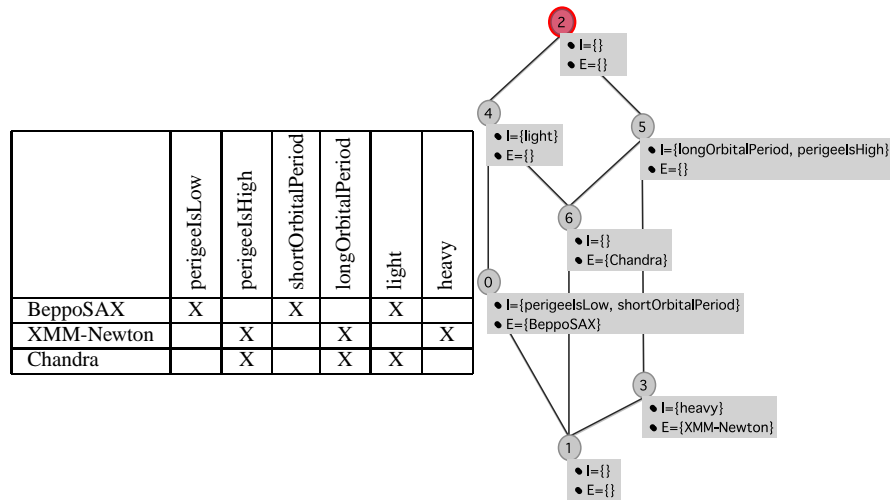 perigeeIsLow perigeeIsHigh shortOrbitalPeriod longOrbitalPeriod light heavy
BeppoSAX X X X
XMM-Newton X X X
Chandra X X X
2
● I={}
● E={}
4
● I={light}
● E={}
5
● I={longOrbitalPeriod, perigeeIsHigh}
● E={}
6
● I={}
● E={Chandra}
0
● I={perigeeIsLow, shortOrbitalPeriod}
● E={BeppoSAX}
3
● I={heavy}
● E={XMM-Newton}
1
● I={}
● E={}